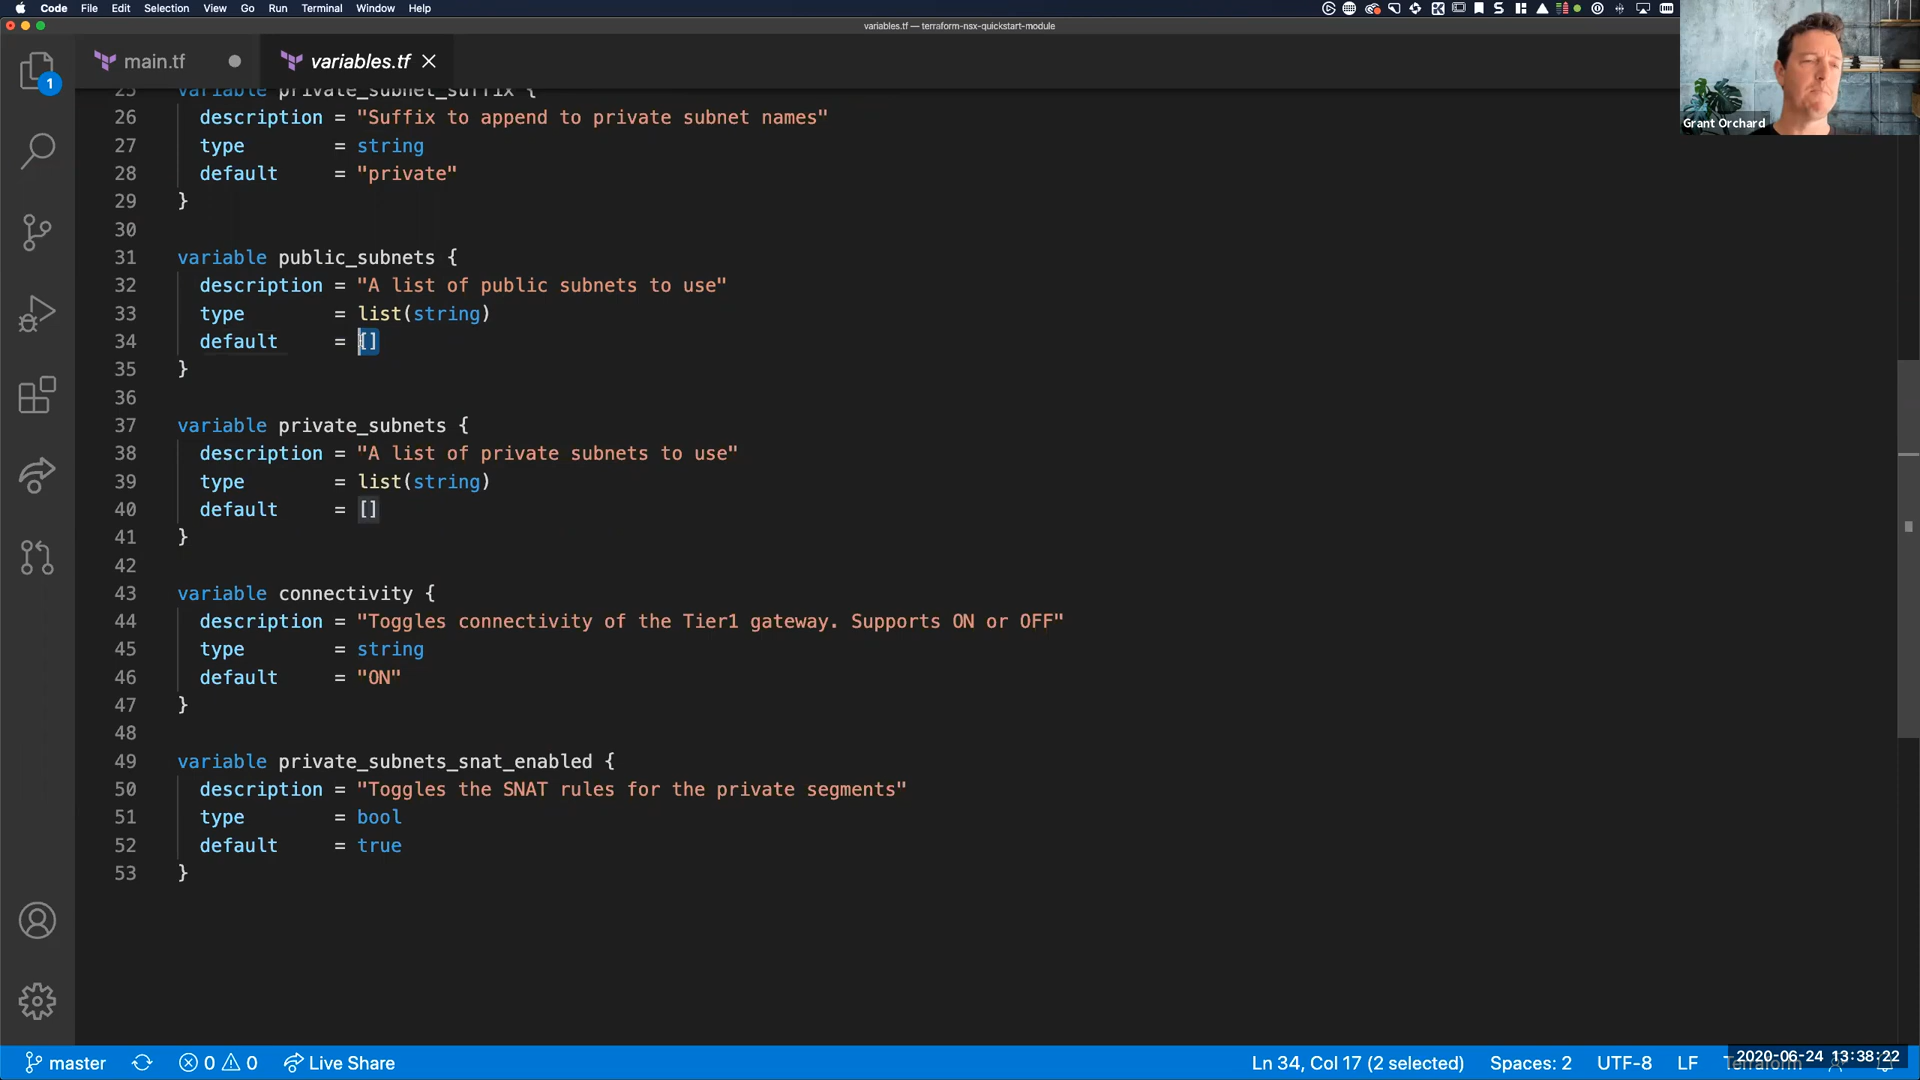 Code File Edit Selection View Go Run Terminal Window Help
variables.tf — terraform-nsx-quickstart-module
main.tf variables.tf
1
Grant Orchard
25 variable private_subnet_suffix {
26 description = "Suffix to append to private subnet names"
27 type = string
28 default = "private"
29 }
30
31 variable public_subnets {
32 description = "A list of public subnets to use"
33 type = list(string)
34 default = []
35 }
36
37 variable private_subnets {
38 description = "A list of private subnets to use"
39 type = list(string)
40 default = []
41 }
42
43 variable connectivity {
44 description = "Toggles connectivity of the Tier1 gateway. Supports ON or OFF"
45 type = string
46 default = "ON"
47 }
48
49 variable private_subnets_snat_enabled {
50 description = "Toggles the SNAT rules for the private segments"
51 type = bool
52 default = true
53 }
master 0 0 Live Share Ln 34, Col 17 (2 selected) Spaces: 2 UTF-8 LF Terraform
2020-06-24 13:38:22